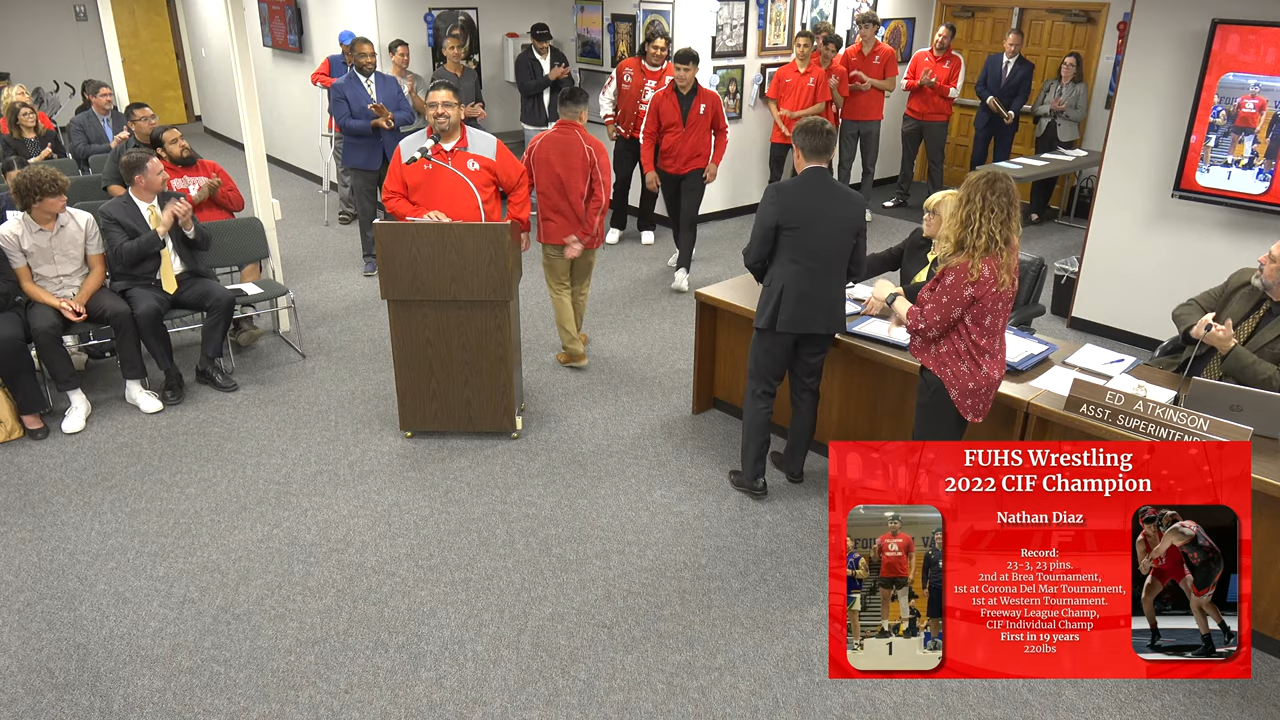 ED ATKINSON
FUHS Wrestling
2022 CIF Champion
Nathan Diaz
Record:
23-3, 23 pins.
2nd at Brea Tournament,
1st at Corona Del Mar Tournament,
1st at Western Tournament.
Freeway League Champ,
CIF Individual Champ
First in 19 years
220lbs
1
1
F